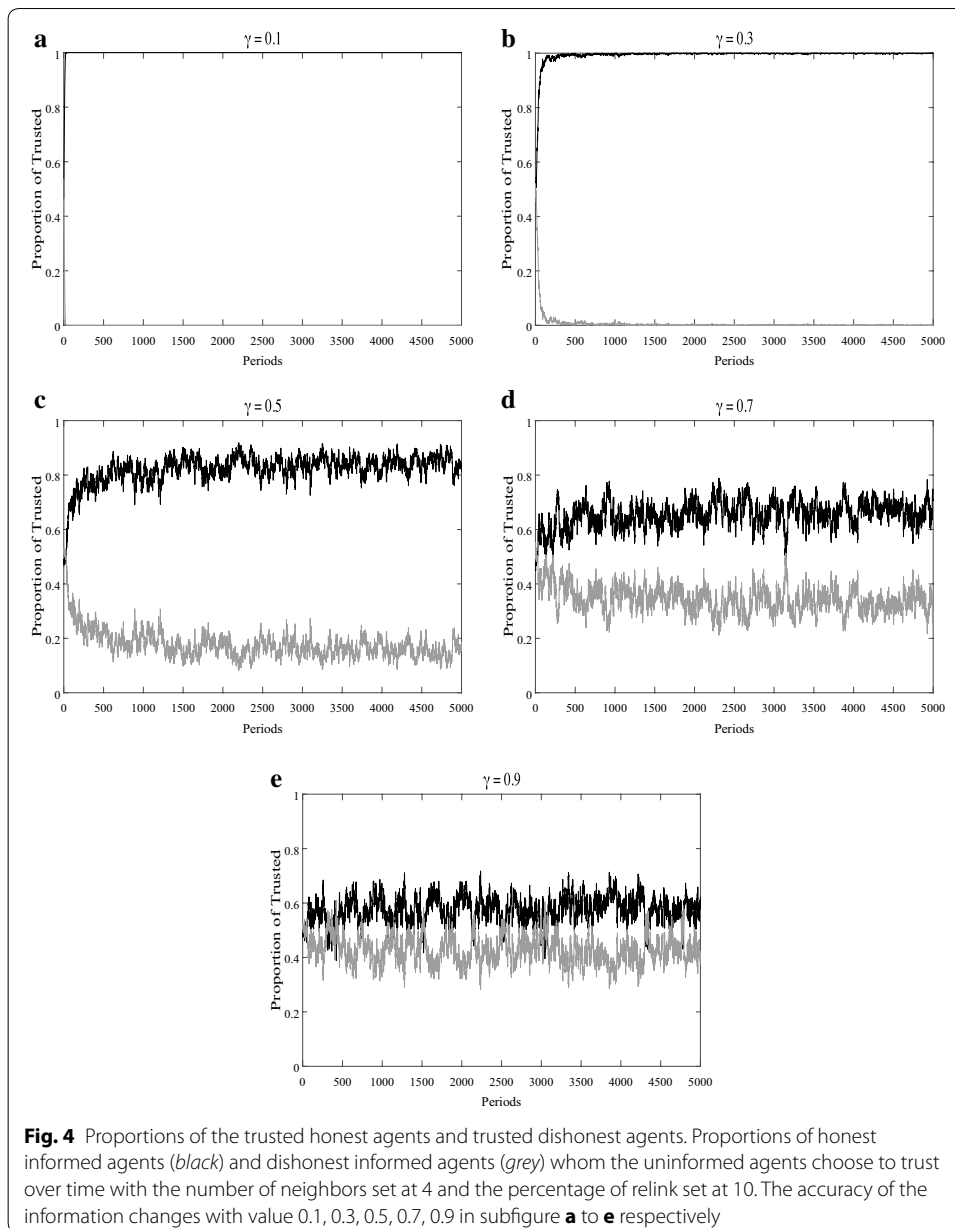 a
γ = 0.1
Proportion of Trusted
1
0.8
0.6
0.4
0.2
0
0 500 1000 1500 2000 2500 3000 3500 4000 4500 5000
Periods
b
γ = 0.3
Proportion of Trusted
1
0.8
0.6
0.4
0.2
0
0 500 1000 1500 2000 2500 3000 3500 4000 4500 5000
Periods
c
γ = 0.5
Proportion of Trusted
1
0.8
0.6
0.4
0.2
0
0 500 1000 1500 2000 2500 3000 3500 4000 4500 5000
Periods
d
γ = 0.7
Proprotion of Trusted
1
0.8
0.6
0.4
0.2
0
0 500 1000 1500 2000 2500 3000 3500 4000 4500 5000
Periods
e
γ = 0.9
Proportion of Trusted
1
0.8
0.6
0.4
0.2
0
0 500 1000 1500 2000 2500 3000 3500 4000 4500 5000
Periods
Fig. 4 Proportions of the trusted honest agents and trusted dishonest agents. Proportions of honest
informed agents (black) and dishonest informed agents (grey) whom the uninformed agents choose to trust
over time with the number of neighbors set at 4 and the percentage of relink set at 10. The accuracy of the
information changes with value 0.1, 0.3, 0.5, 0.7, 0.9 in subfigure a to e respectively